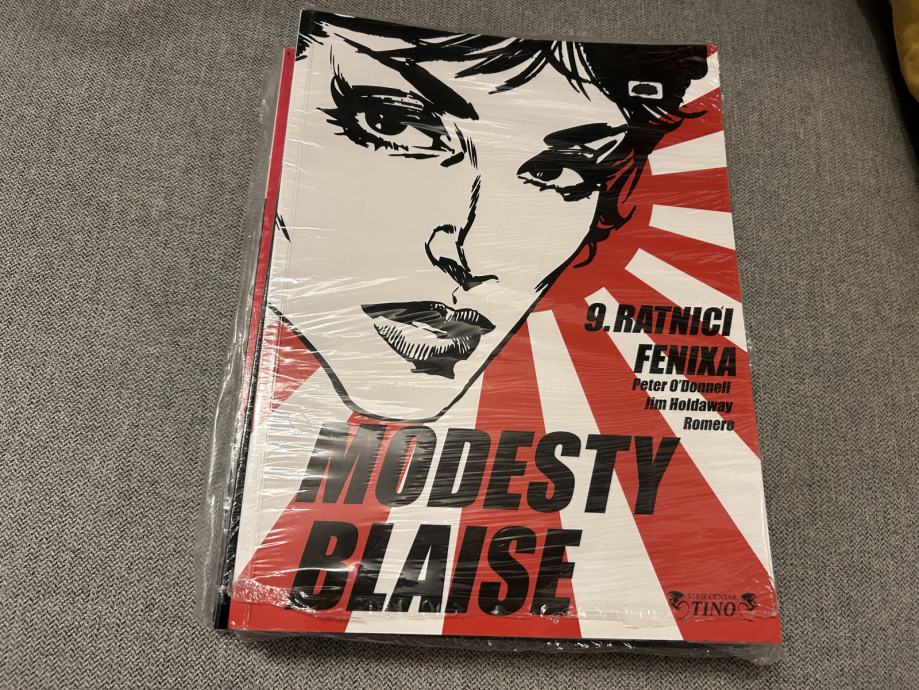 9. RATNICI
FENIXA
Peter O'Donnell
Jim Holdaway
Romero
MODESTY
BLAISE
STRIP CENTAR
TINO